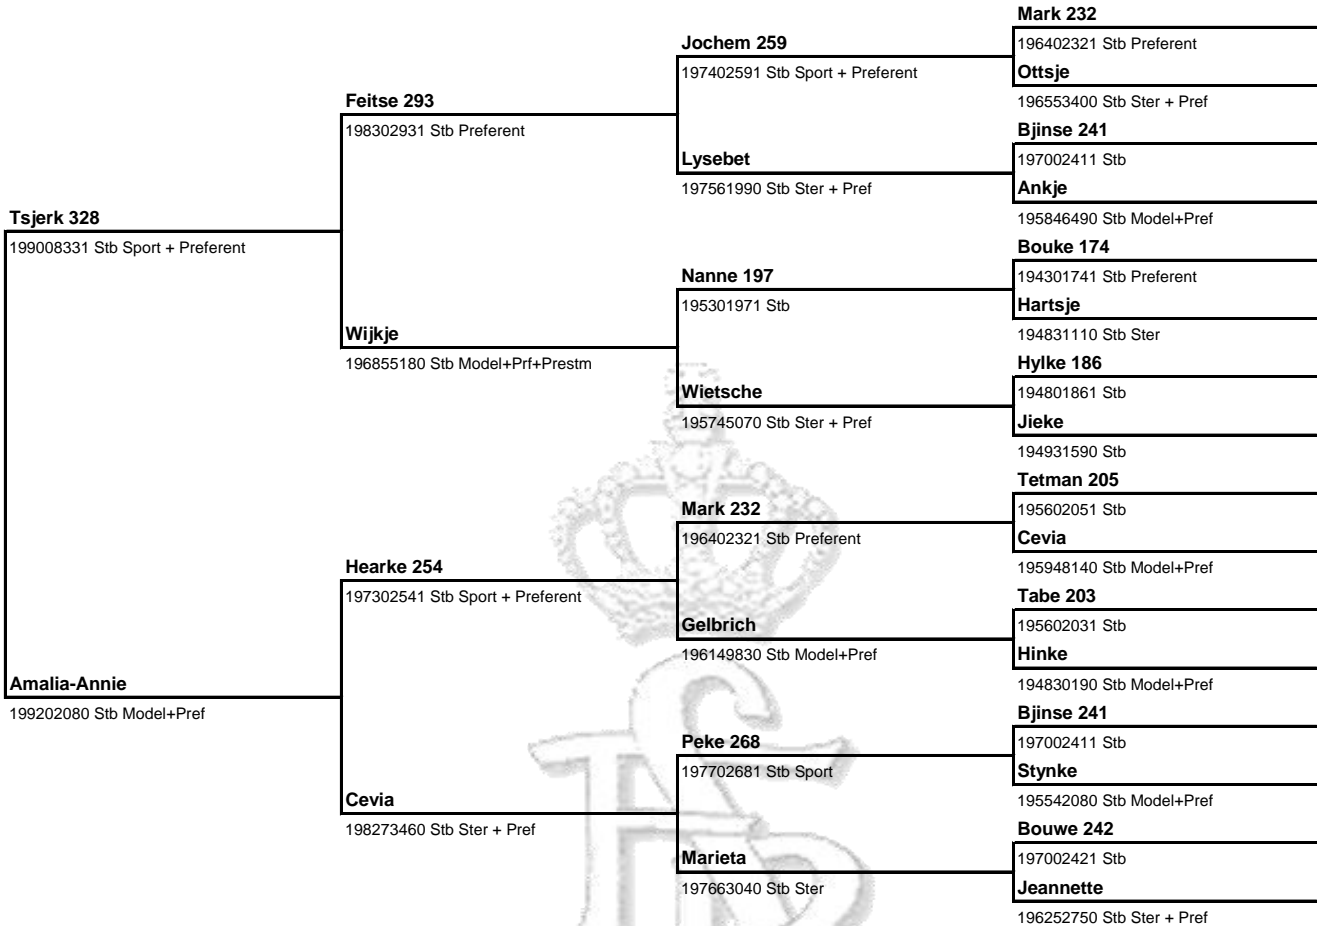 Tsjerk 328
199008331 Stb Sport + Preferent
Amalia-Annie
199202080 Stb Model+Pref
Feitse 293
198302931 Stb Preferent
Wijkje
196855180 Stb Model+Prf+Prestm
Hearke 254
197302541 Stb Sport + Preferent
Cevia
198273460 Stb Ster + Pref
Jochem 259
197402591 Stb Sport + Preferent
Lysebet
197561990 Stb Ster + Pref
Nanne 197
195301971 Stb
Wietsche
195745070 Stb Ster + Pref
Mark 232
196402321 Stb Preferent
Gelbrich
196149830 Stb Model+Pref
Peke 268
197702681 Stb Sport
Marieta
197663040 Stb Ster
Mark 232
196402321 Stb Preferent
Ottsje
196553400 Stb Ster + Pref
Bjinse 241
197002411 Stb
Ankje
195846490 Stb Model+Pref
Bouke 174
194301741 Stb Preferent
Hartsje
194831110 Stb Ster
Hylke 186
194801861 Stb
Jieke
194931590 Stb
Tetman 205
195602051 Stb
Cevia
195948140 Stb Model+Pref
Tabe 203
195602031 Stb
Hinke
194830190 Stb Model+Pref
Bjinse 241
197002411 Stb
Stynke
195542080 Stb Model+Pref
Bouwe 242
197002421 Stb
Jeannette
196252750 Stb Ster + Pref